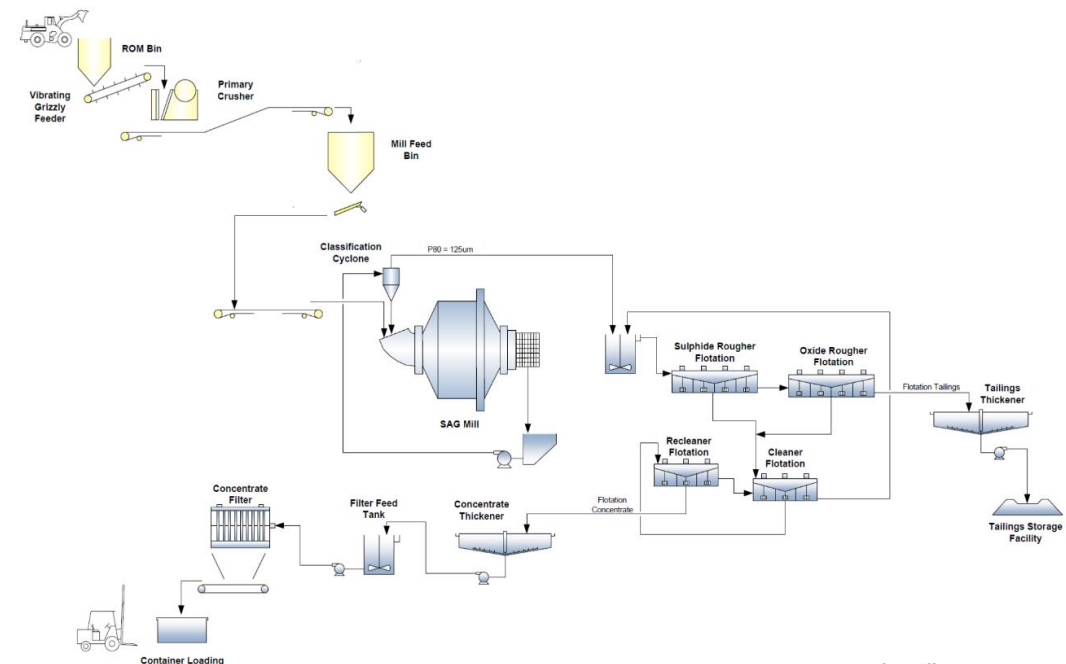 ROM Bin
Vibrating
Grizzly
Feeder
Primary
Crusher
Mill Feed
Bin
Classification
Cyclone
P80 = 125um
SAG Mill
Sulphide Rougher
Flotation
Oxide Rougher
Flotation
Flotation Tailings
Tailings
Thickener
Recleaner
Flotation
Cleaner
Flotation
Tailings Storage
Facility
Flotation
Concentrate
Concentrate
Thickener
Filter Feed
Tank
Concentrate
Filter
Container Loading